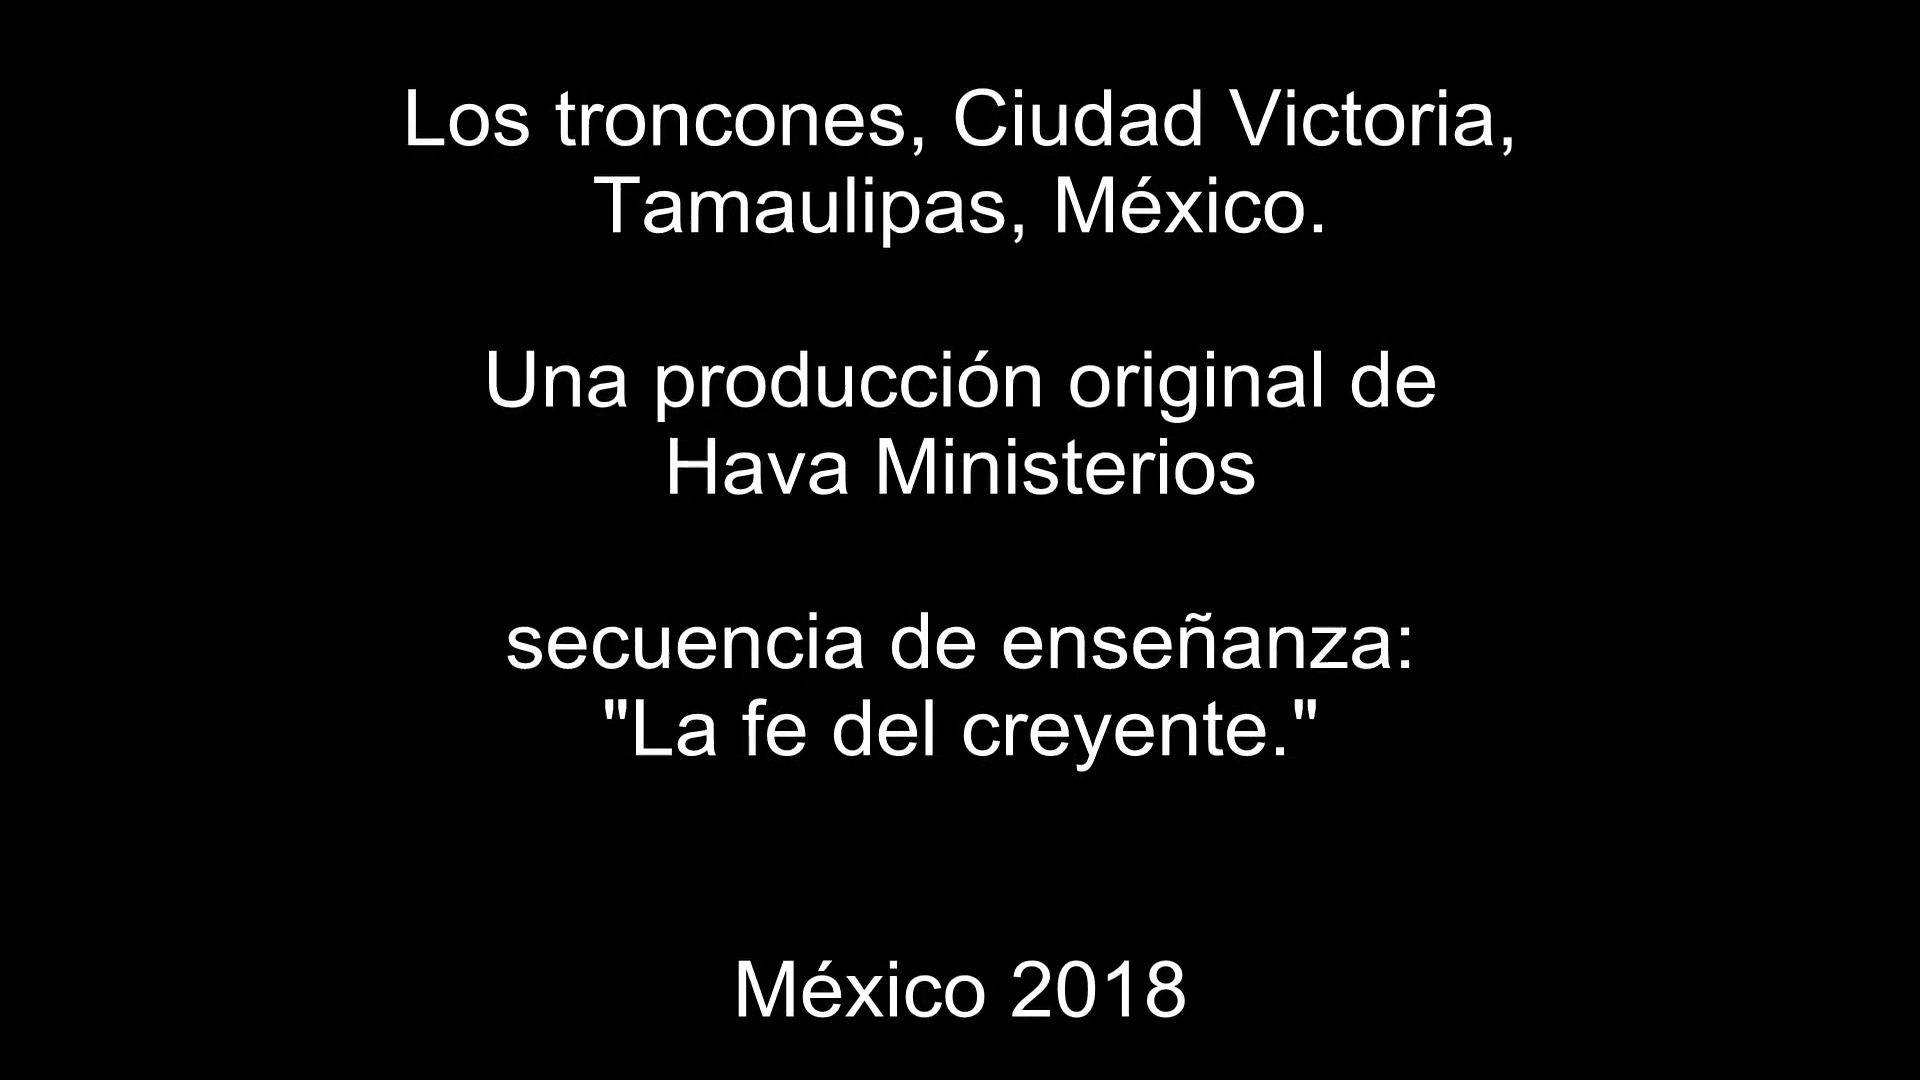 Los troncones, Ciudad Victoria,
Tamaulipas, México.
Una producción original de
Hava Ministerios
secuencia de enseñanza:
"La fe del creyente."
México 2018